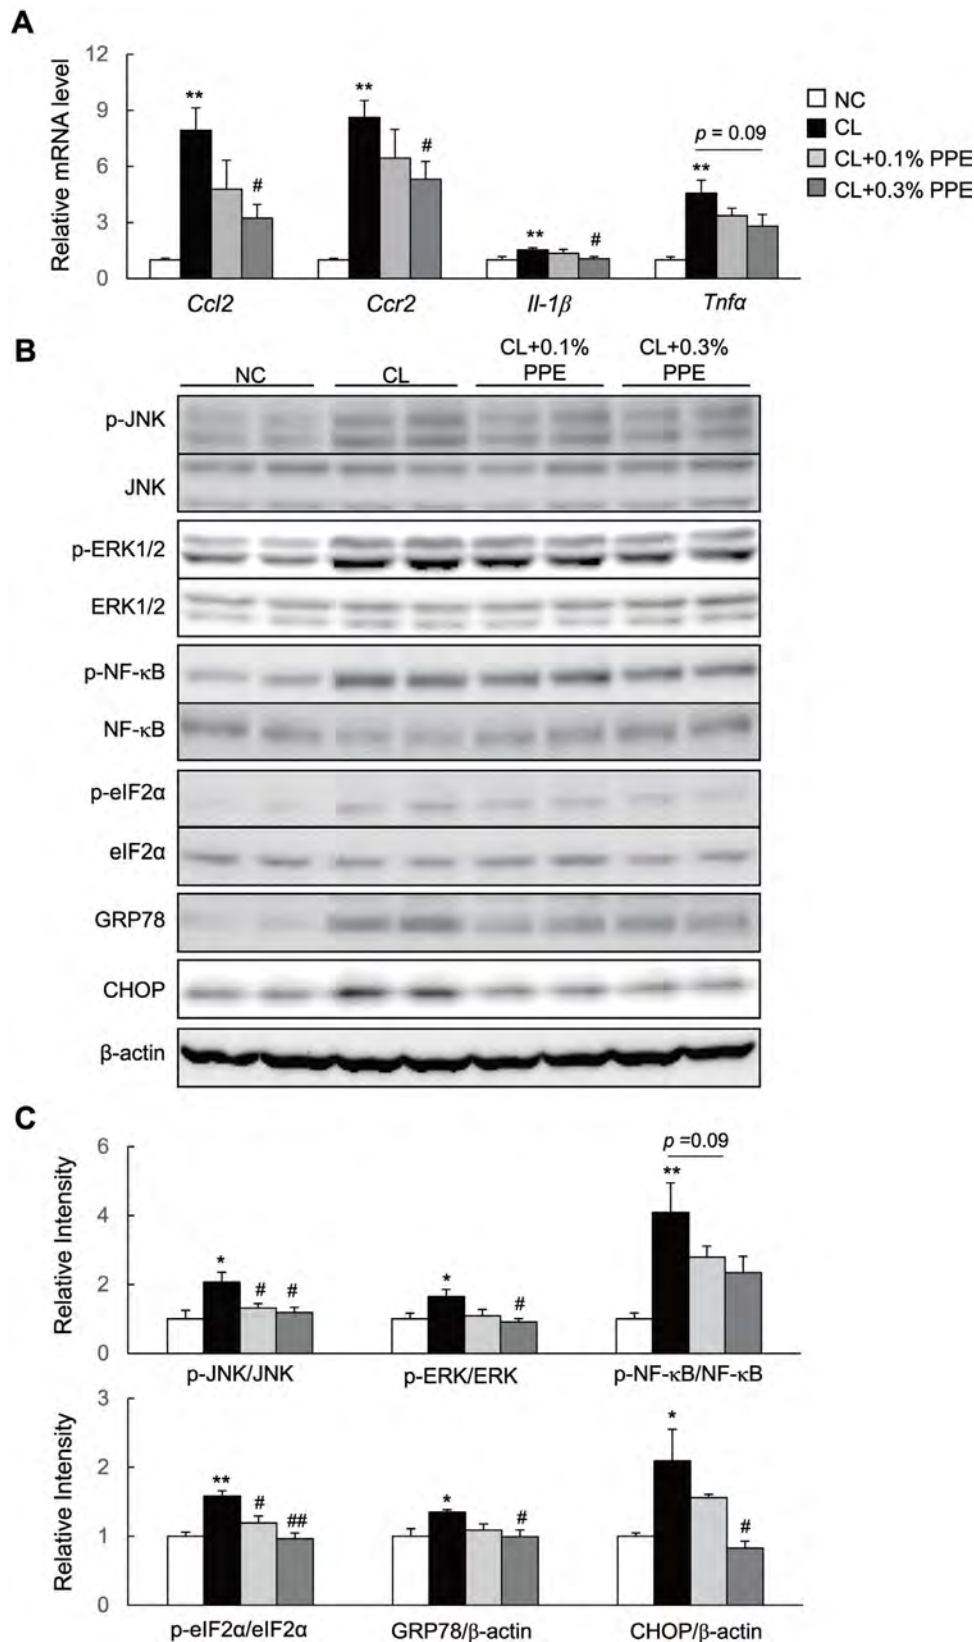 A
Relative mRNA level
12
9
6
3
0
**
#
**
#
**
#
**
p = 0.09
NC
CL
CL+0.1% PPE
CL+0.3% PPE
Ccl2
Ccr2
Il-1β
Tnfα
B
NC
CL
CL+0.1%
PPE
CL+0.3%
PPE
p-JNK
JNK
p-ERK1/2
ERK1/2
p-NF-κB
NF-κB
p-eIF2α
eIF2α
GRP78
CHOP
β-actin
C
Relative Intensity
6
4
2
0
*
#
#
*
#
**
p =0.09
p-JNK/JNK
p-ERK/ERK
p-NF-κB/NF-κB
Relative Intensity
3
2
1
0
**
#
##
*
#
*
#
p-eIF2α/eIF2α
GRP78/β-actin
CHOP/β-actin